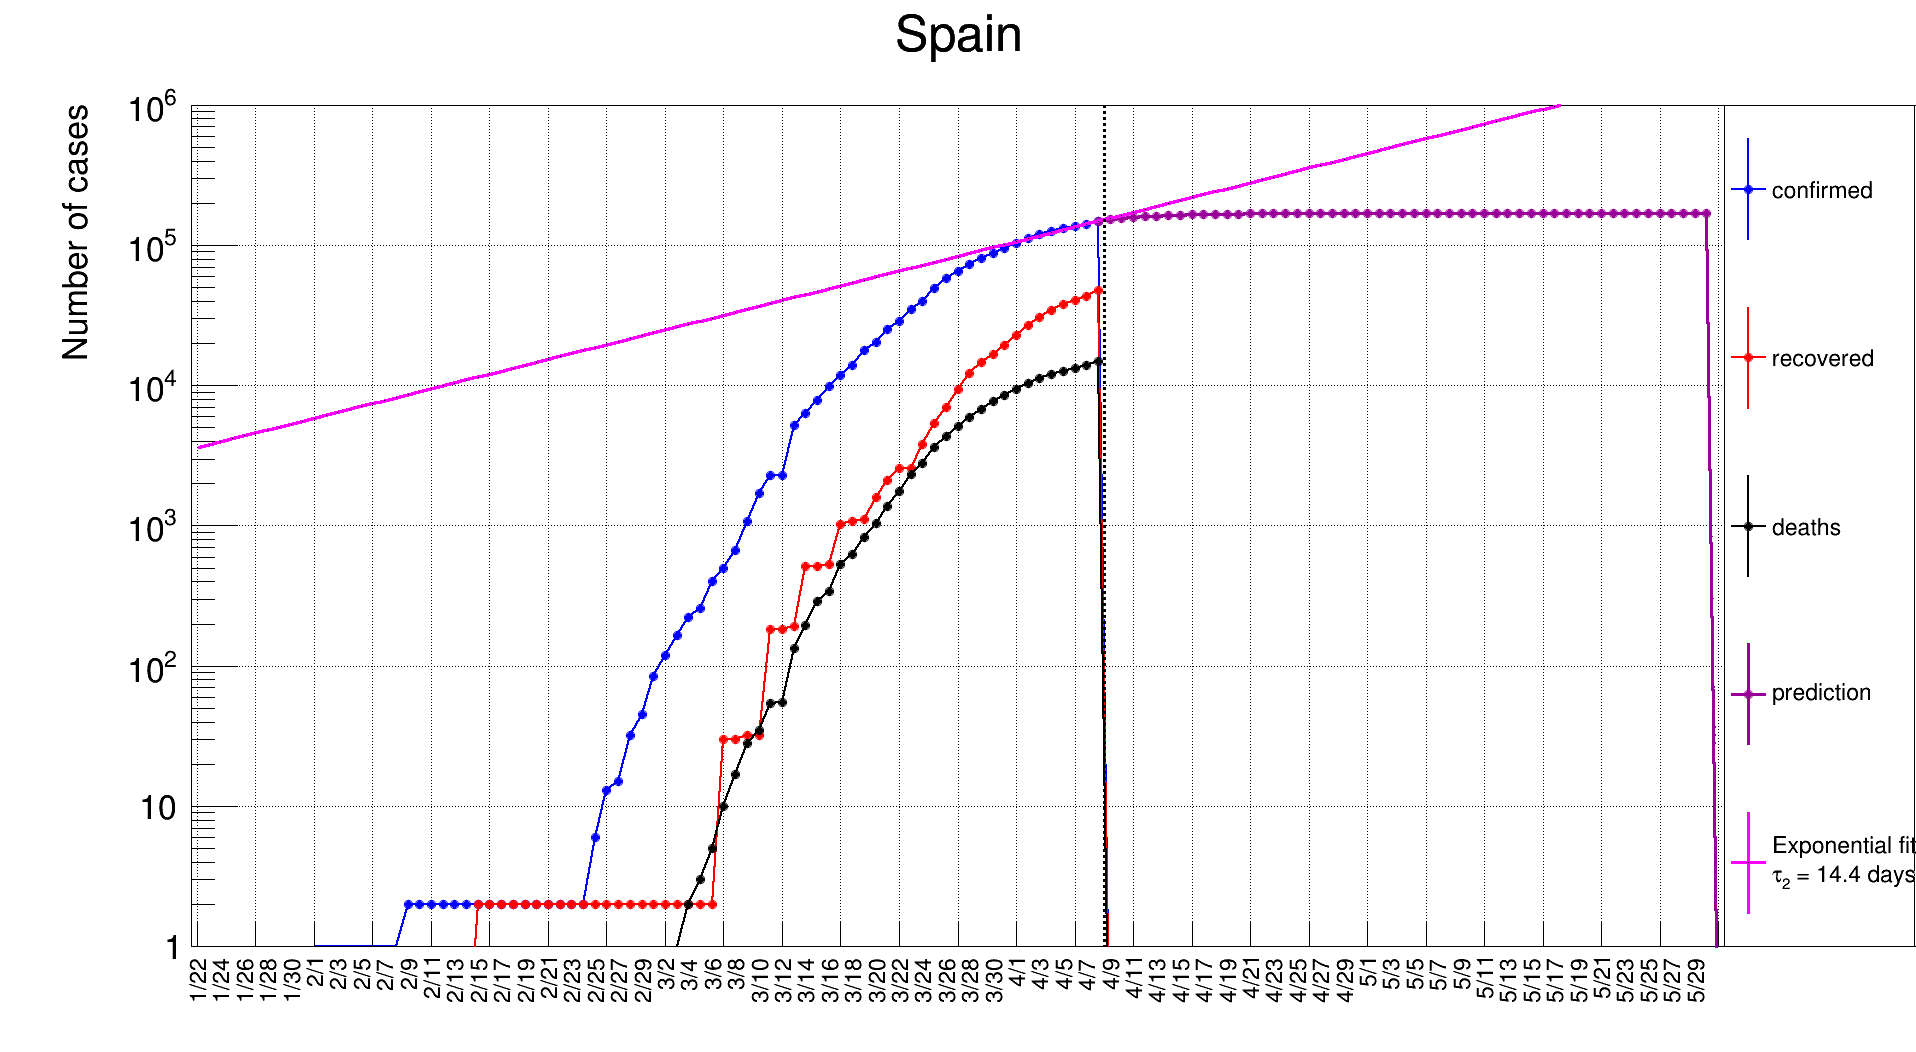 Spain
Number of cases
10^6
10^5
10^4
10^3
10^2
10
1
1/22 1/24 1/26 1/28 1/30 2/1 2/3 2/5 2/7 2/9 2/11 2/13 2/15 2/17 2/19 2/21 2/23 2/25 2/27 2/29 3/2 3/4 3/6 3/8 3/10 3/12 3/14 3/16 3/18 3/20 3/22 3/24 3/26 3/28 3/30 4/1 4/3 4/5 4/7 4/9 4/11 4/13 4/15 4/17 4/19 4/21 4/23 4/25 4/27 4/29 5/1 5/3 5/5 5/7 5/9 5/11 5/13 5/15 5/17 5/19 5/21 5/23 5/25 5/27 5/29
confirmed
recovered
deaths
prediction
Exponential fit
τ₂ = 14.4 days